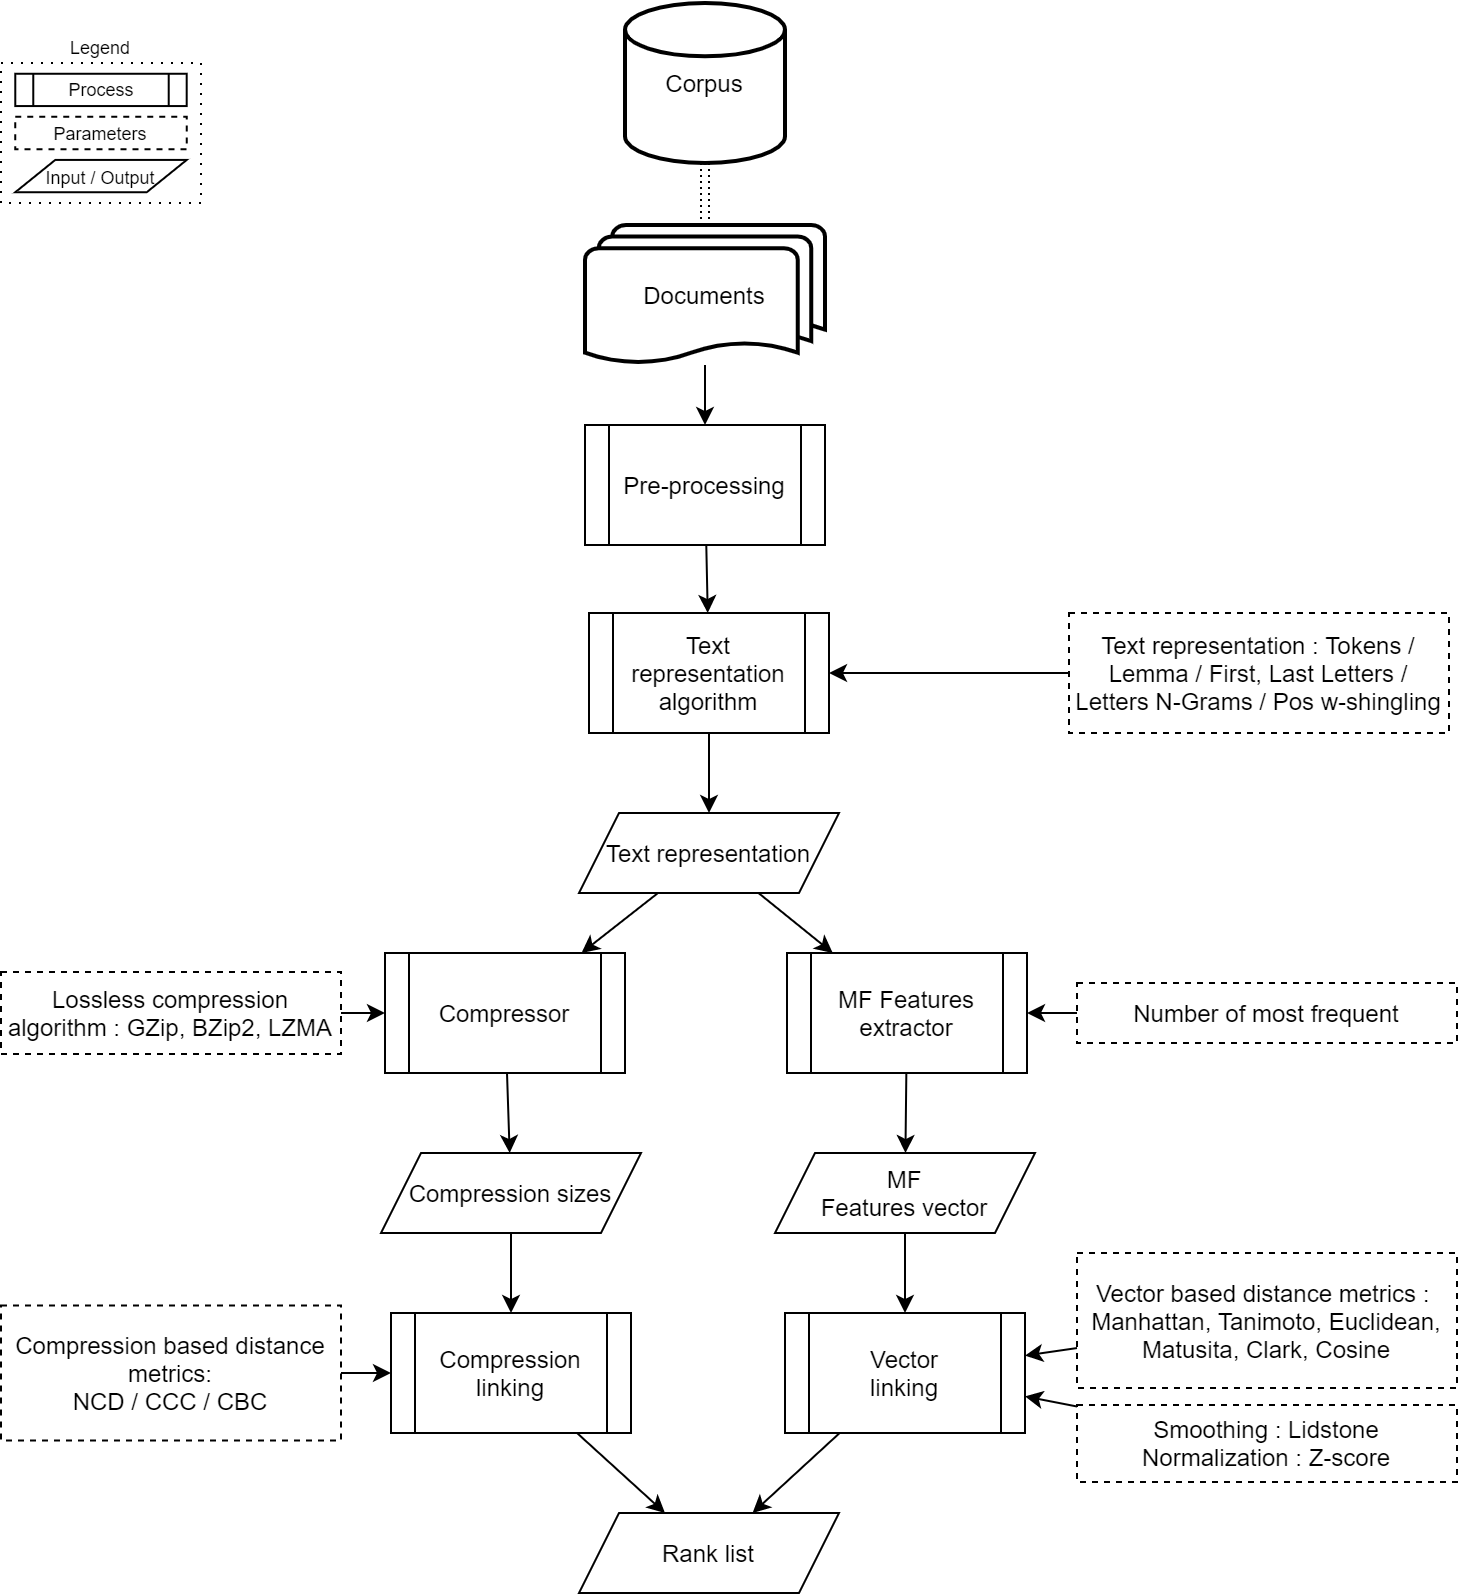 Legend
Process
Parameters
Input / Output
Corpus
Documents
Pre-processing
Text
representation
algorithm
Text representation : Tokens /
Lemma / First, Last Letters /
Letters N-Grams / Pos w-shingling
Text representation
Lossless compression
algorithm : GZip, BZip2, LZMA
Compressor
MF Features
extractor
Number of most frequent
Compression sizes
MF
Features vector
Compression based distance
metrics:
NCD / CCC / CBC
Compression
linking
Vector
linking
Vector based distance metrics :
Manhattan, Tanimoto, Euclidean,
Matusita, Clark, Cosine
Smoothing : Lidstone
Normalization : Z-score
Rank list